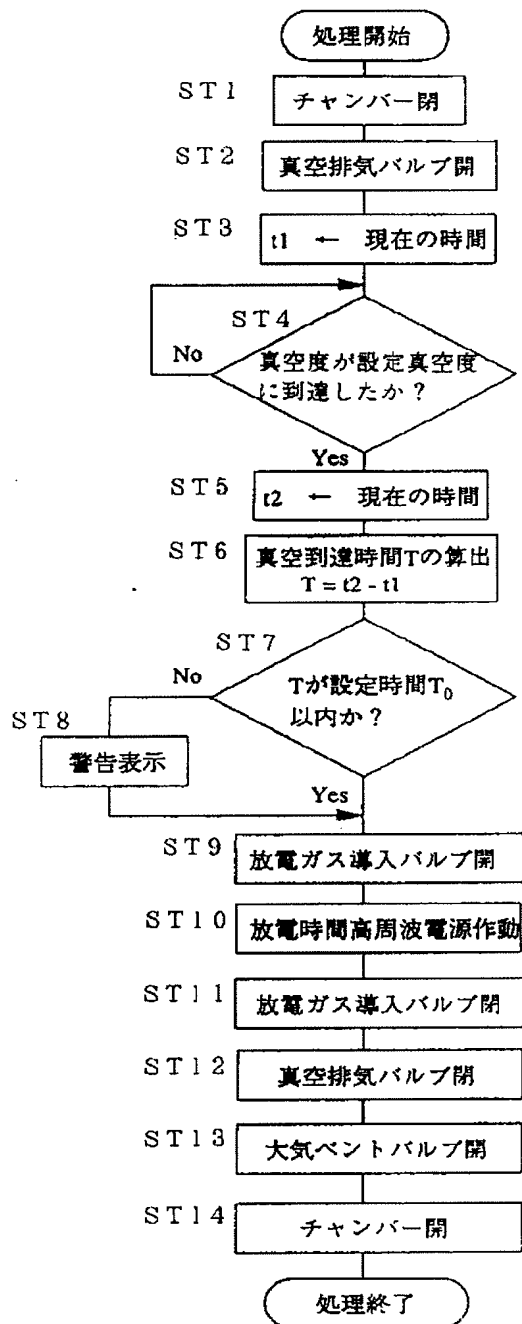 処理開始
ST1
チャンバー閉
ST2
真空排気バルブ開
ST3
t1 ← 現在の時間
ST4
真空度が設定真空度
に到達したか？
No
Yes
ST5
t2 ← 現在の時間
ST6
真空到達時間Tの算出
T = t2 - t1
ST7
Tが設定時間T₀
以内か？
No
Yes
ST8
警告表示
ST9
放電ガス導入バルブ開
ST10
放電時間高周波電源作動
ST11
放電ガス導入バルブ閉
ST12
真空排気バルブ閉
ST13
大気ベントバルブ開
ST14
チャンバー開
処理終了